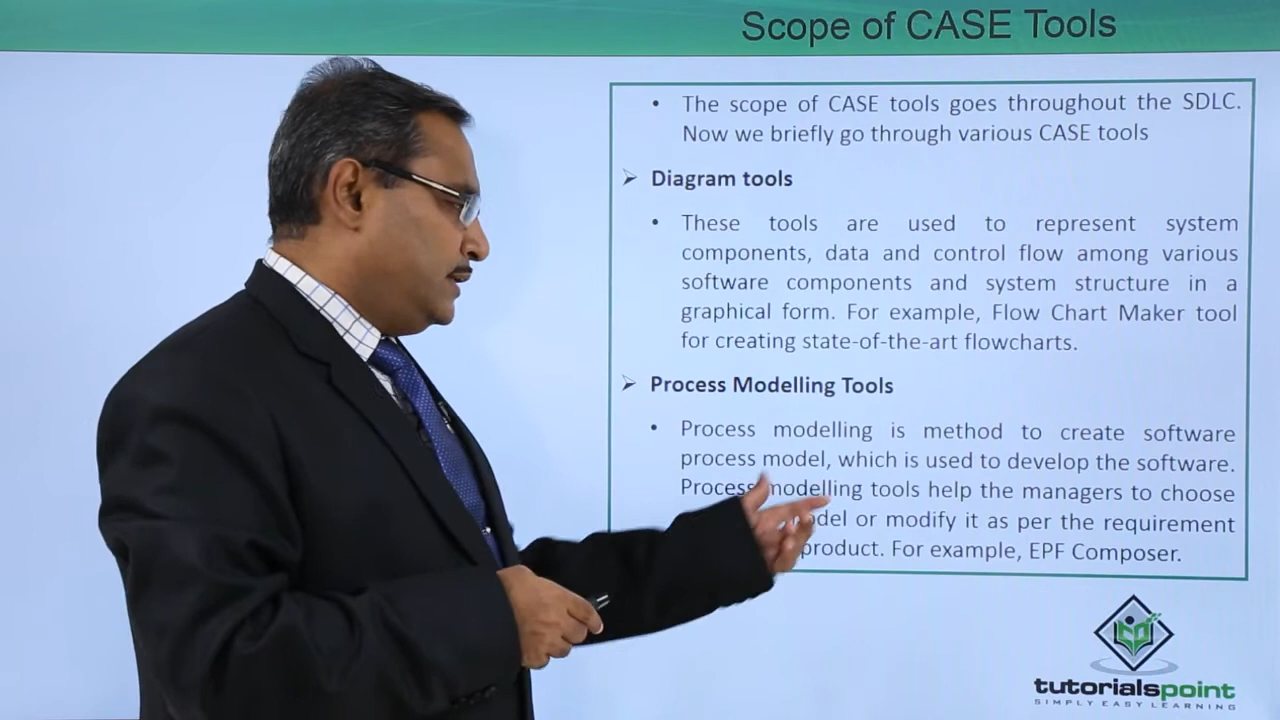 Scope of CASE Tools
• The scope of CASE tools goes throughout the SDLC.
Now we briefly go through various CASE tools
➢ Diagram tools
• These tools are used to represent system
components, data and control flow among various
software components and system structure in a
graphical form. For example, Flow Chart Maker tool
for creating state-of-the-art flowcharts.
➢ Process Modelling Tools
• Process modelling is method to create software
process model, which is used to develop the software.
Process modelling tools help the managers to choose
or modify it as per the requirement
product. For example, EPF Composer.
tutorialspoint
SIMPLY EASY LEARNING